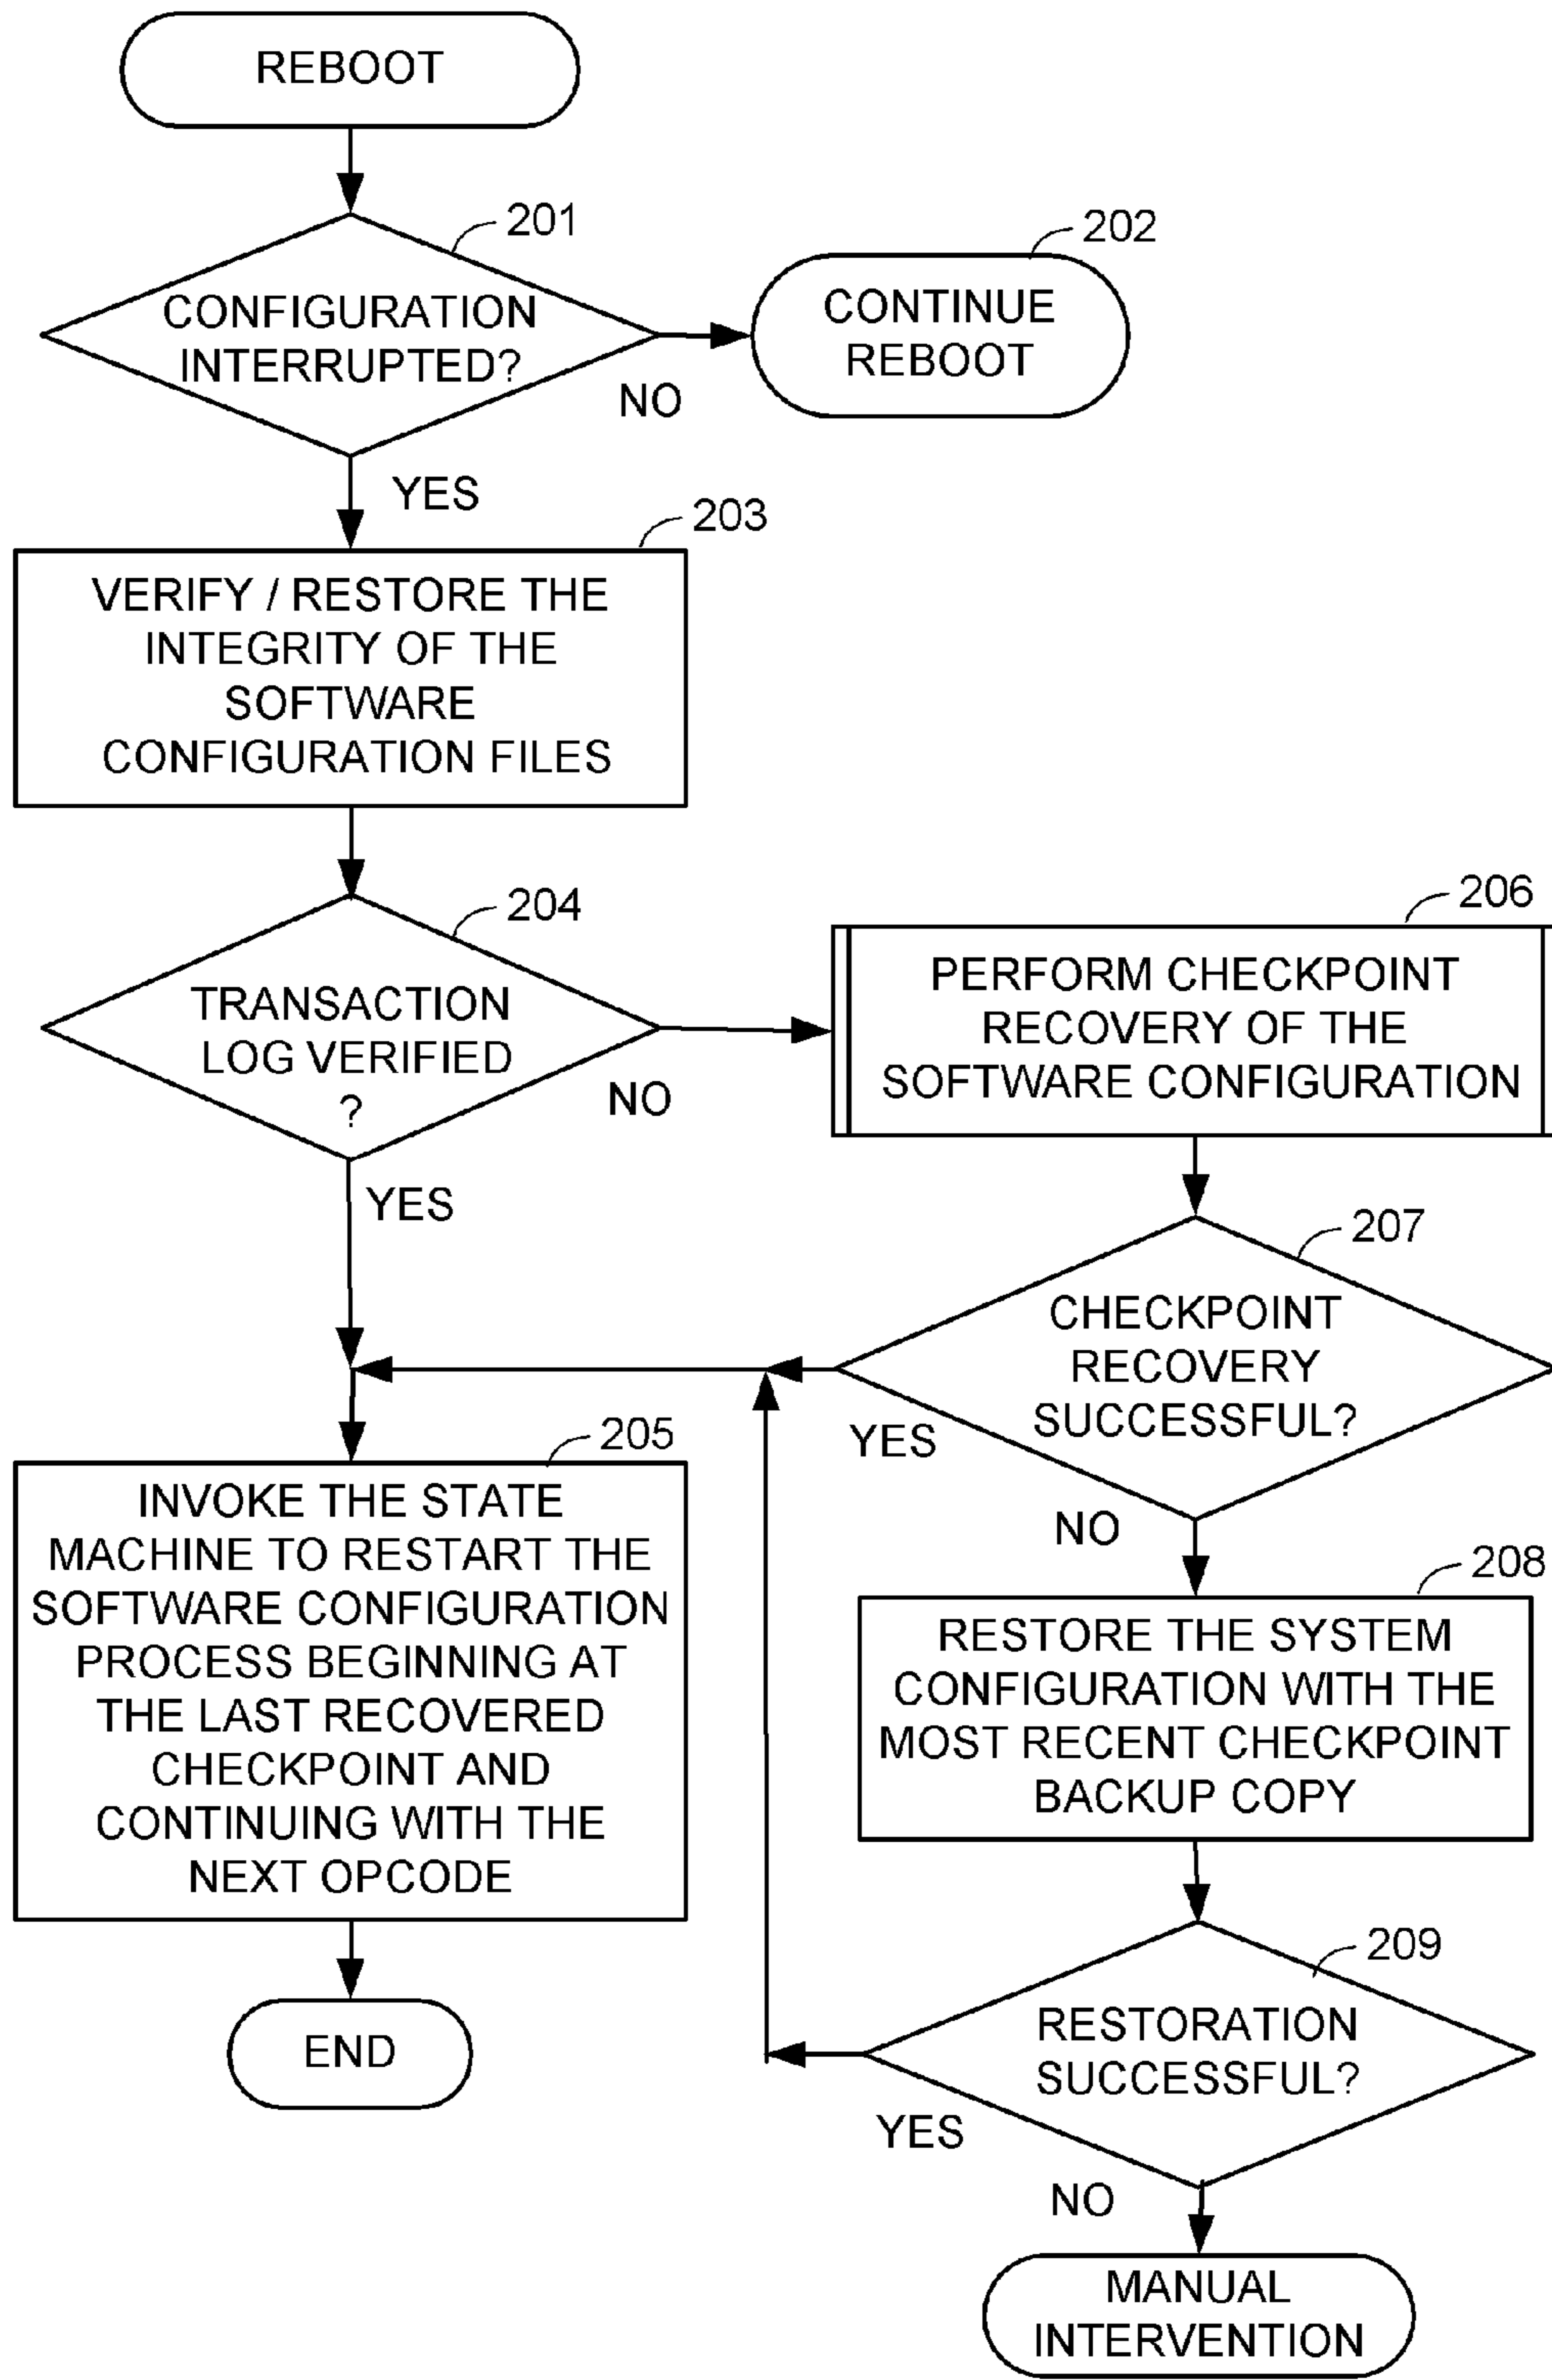 REBOOT
201
CONFIGURATION
INTERRUPTED?
NO
202
CONTINUE
REBOOT
YES
203
VERIFY / RESTORE THE
INTEGRITY OF THE
SOFTWARE
CONFIGURATION FILES
204
TRANSACTION
LOG VERIFIED
?
NO
YES
206
PERFORM CHECKPOINT
RECOVERY OF THE
SOFTWARE CONFIGURATION
207
CHECKPOINT
RECOVERY
SUCCESSFUL?
YES
NO
205
INVOKE THE STATE
MACHINE TO RESTART THE
SOFTWARE CONFIGURATION
PROCESS BEGINNING AT
THE LAST RECOVERED
CHECKPOINT AND
CONTINUING WITH THE
NEXT OPCODE
END
208
RESTORE THE SYSTEM
CONFIGURATION WITH THE
MOST RECENT CHECKPOINT
BACKUP COPY
209
RESTORATION
SUCCESSFUL?
YES
NO
MANUAL
INTERVENTION